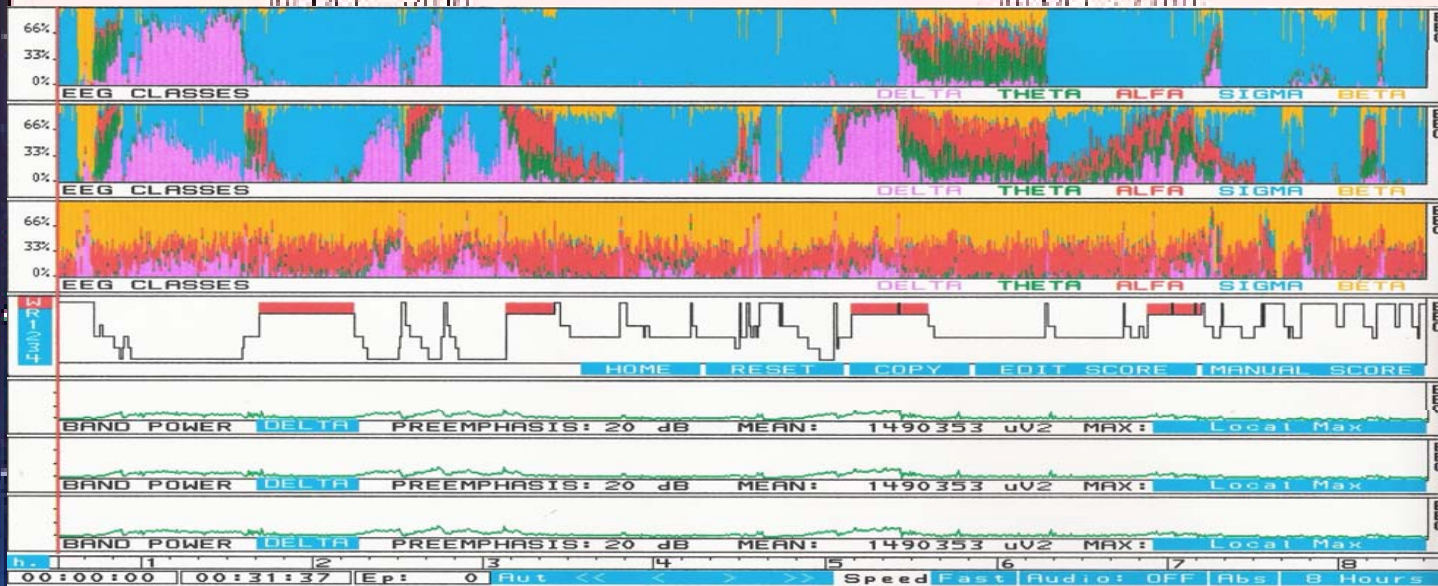 66%
33%
0%
EEG CLASSES DELTA THETA ALFA SIGMA BETA
66%
33%
0%
EEG CLASSES DELTA THETA ALFA SIGMA BETA
66%
33%
0%
EEG CLASSES DELTA THETA ALFA SIGMA BETA
W
R
1
2
3
4
HOME RESET COPY EDIT SCORE MANUAL SCORE
BAND POWER DELTA PREEMPHASIS: 20 dB MEAN: 1490353 uV2 MAX: Local Max
BAND POWER DELTA PREEMPHASIS: 20 dB MEAN: 1490353 uV2 MAX: Local Max
BAND POWER DELTA PREEMPHASIS: 20 dB MEAN: 1490353 uV2 MAX: Local Max
h. 1 2 3 4 5 6 7 8
00:00:00 00:31:37 Ep: 0 Aut << < > >> Speed Fast Audio: OFF Abs 8 Hours